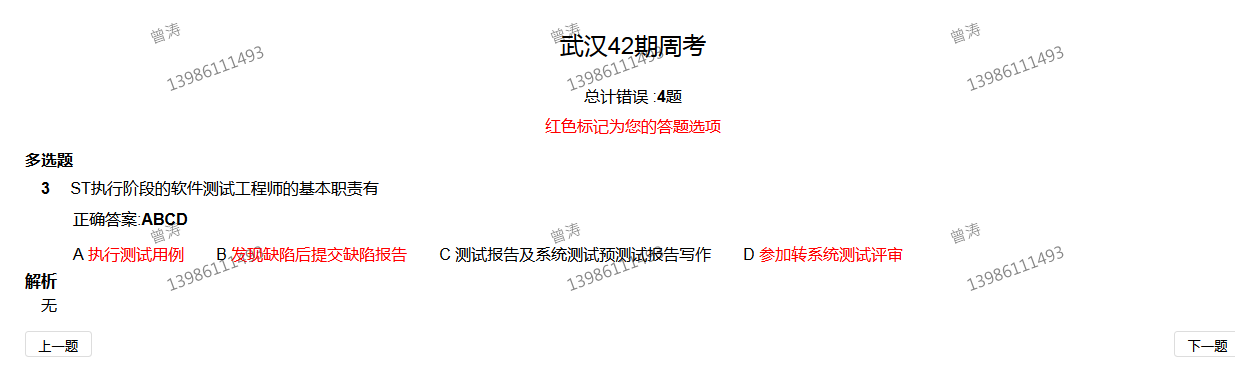 曾涛 曾涛 曾涛
武汉42期周考
13986111493 13986111493 13986111493
总计错误 :4题
红色标记为您的答题选项
多选题
3 ST执行阶段的软件测试工程师的基本职责有
正确答案:ABCD
曾涛 曾涛 曾涛
A 执行测试用例 B 发现缺陷后提交缺陷报告 C 测试报告及系统测试预测试报告写作 D 参加转系统测试评审
13986111493 13986111493 13986111493
解析
无
上一题 下一题